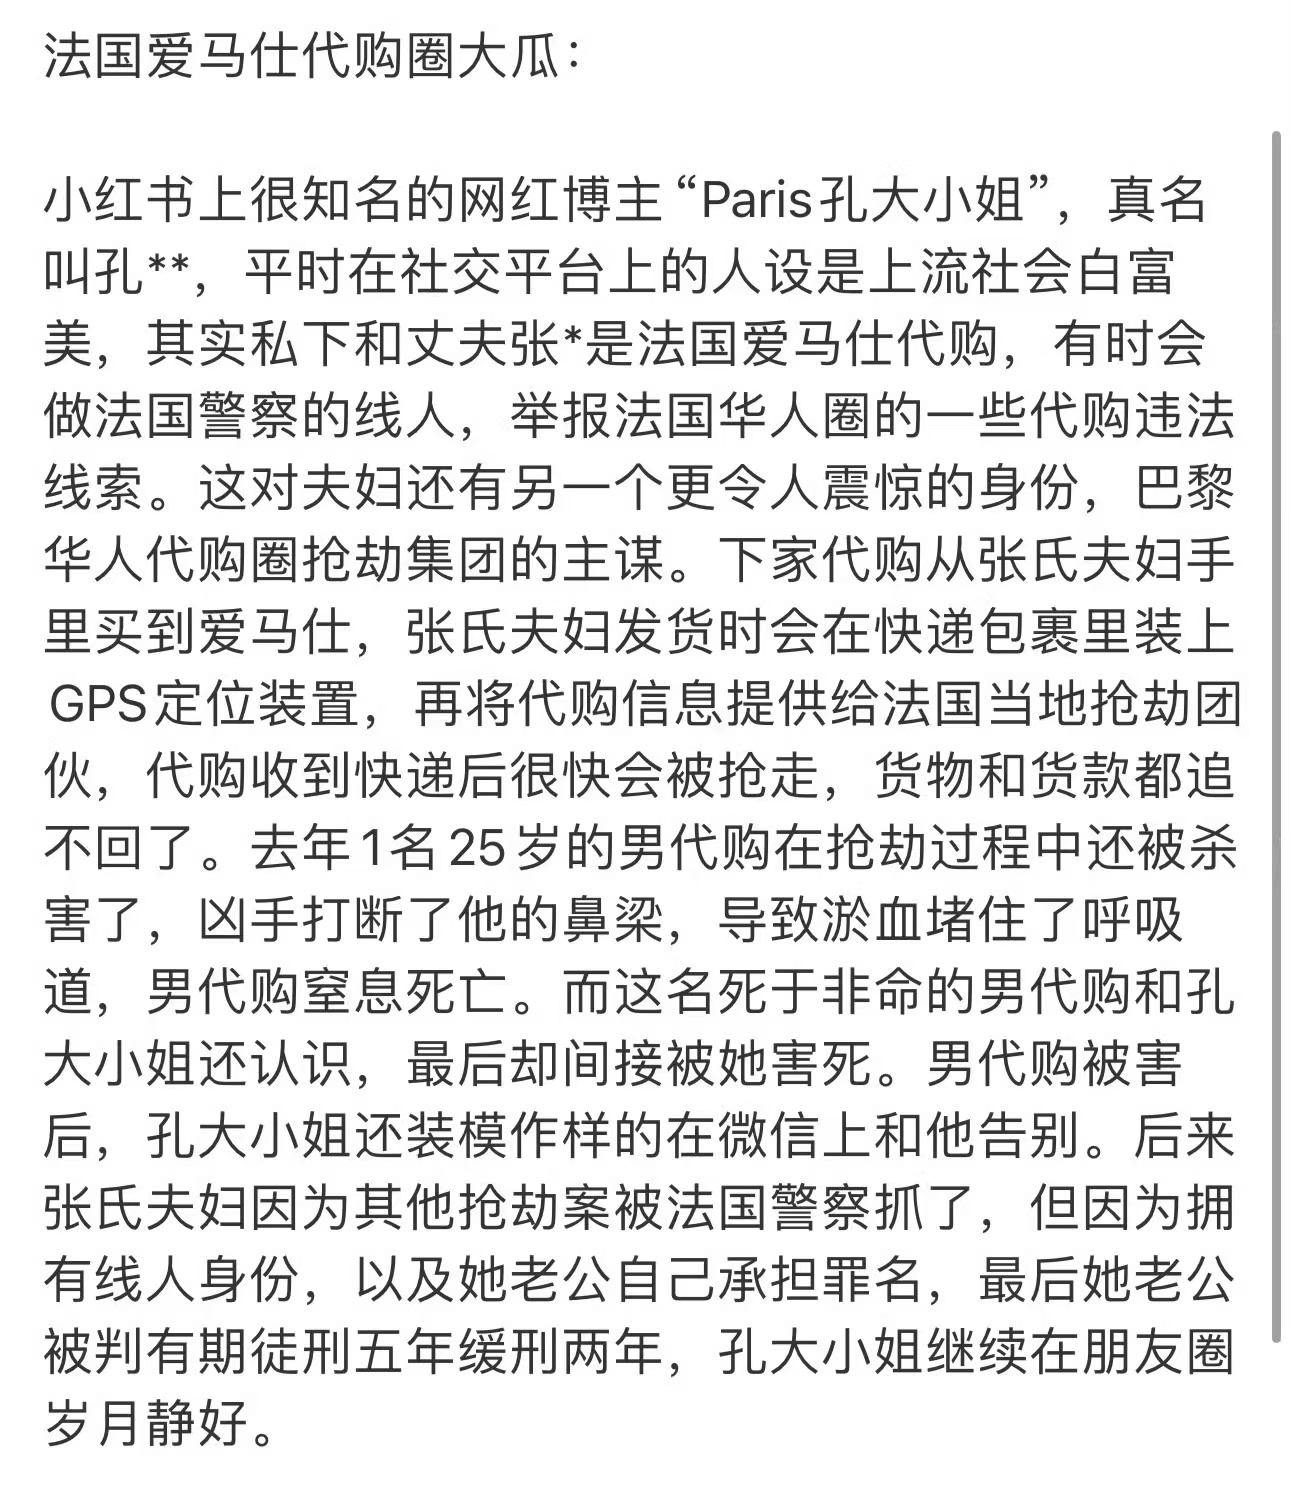 法国爱马仕代购圈大瓜：
小红书上很知名的网红博主“Paris孔大小姐”，真名
叫孔**，平时在社交平台上的人设是上流社会白富
美，其实私下和丈夫张*是法国爱马仕代购，有时会
做法国警察的线人，举报法国华人圈的一些代购违法
线索。这对夫妇还有另一个更令人震惊的身份，巴黎
华人代购圈抢劫集团的主谋。下家代购从张氏夫妇手
里买到爱马仕，张氏夫妇发货时会在快递包裹里装上
GPS定位装置，再将代购信息提供给法国当地抢劫团
伙，代购收到快递后很快会被抢走，货物和货款都追
不回了。去年1名25岁的男代购在抢劫过程中还被杀
害了，凶手打断了他的鼻梁，导致淤血堵住了呼吸
道，男代购窒息死亡。而这名死于非命的男代购和孔
大小姐还认识，最后却间接被她害死。男代购被害
后，孔大小姐还装模作样的在微信上和他告别。后来
张氏夫妇因为其他抢劫案被法国警察抓了，但因为拥
有线人身份，以及她老公自己承担罪名，最后她老公
被判有期徒刑五年缓刑两年，孔大小姐继续在朋友圈
岁月静好。